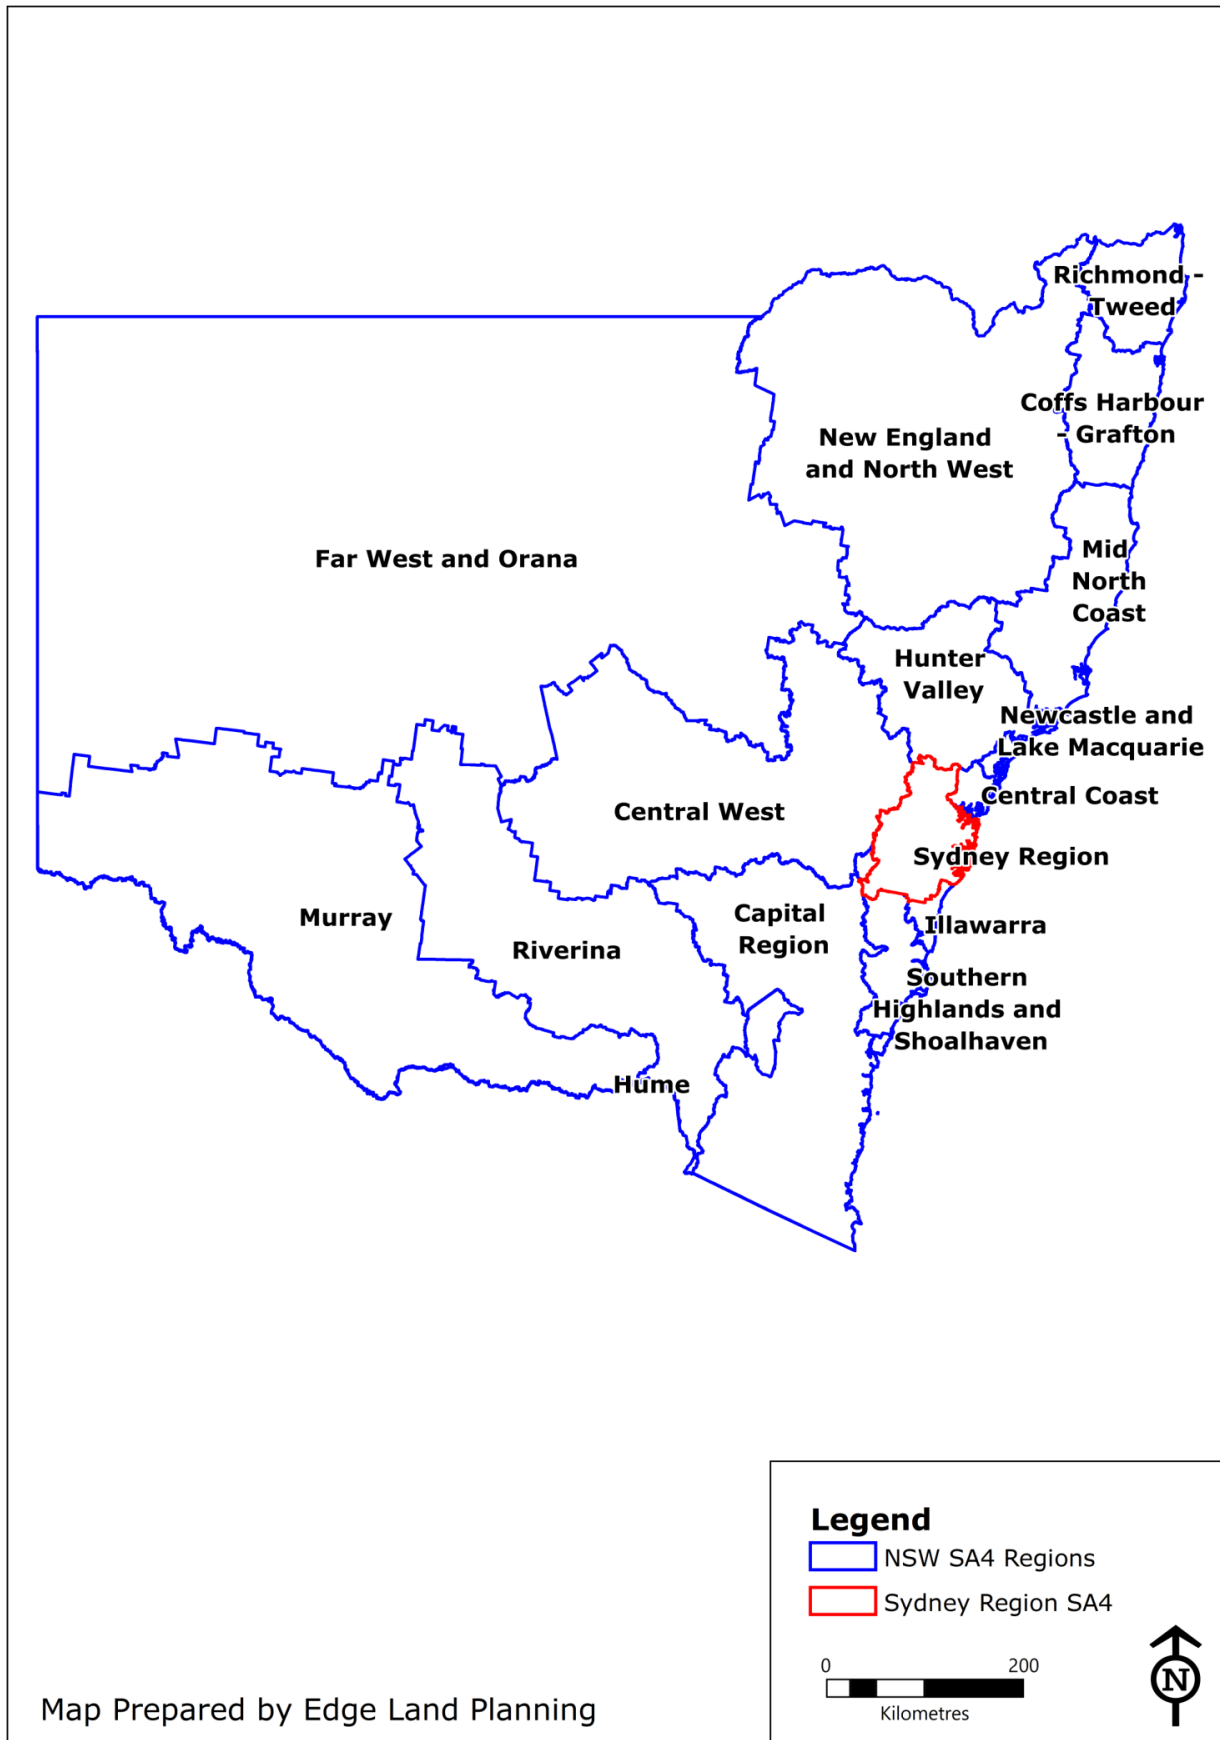 Richmond -
Tweed
Coffs Harbour
- Grafton
New England
and North West
Far West and Orana
Mid
North
Coast
Hunter
Valley
Newcastle and
Lake Macquarie
Central Coast
Central West
Sydney Region
Murray
Riverina
Capital
Region
Illawarra
Southern
Highlands and
Shoalhaven
Hume
Legend
NSW SA4 Regions
Sydney Region SA4
0 200
Kilometres
N
Map Prepared by Edge Land Planning